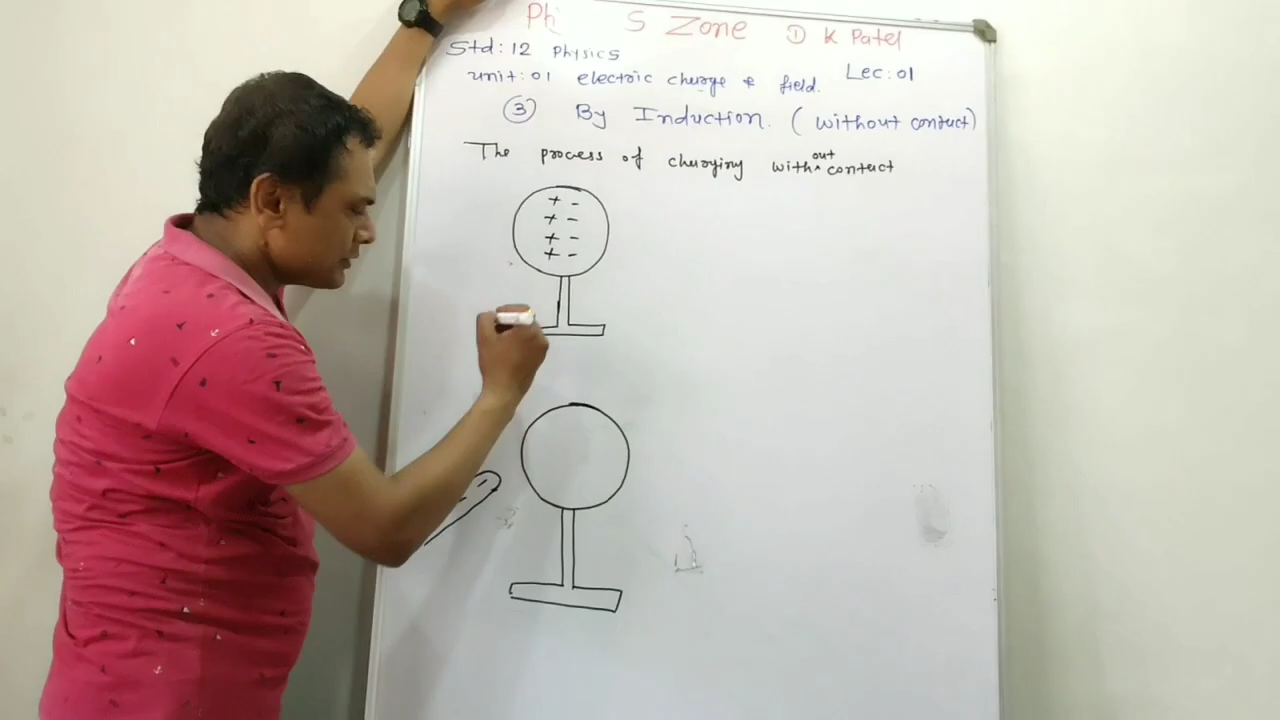 Ph S Zone D K Patel
Std: 12 Physics
unit: 01 electric charge & field. Lec: 01
③ By Induction. (without contact)
The process of charging without contact
+ -
+ -
+ -
+ -